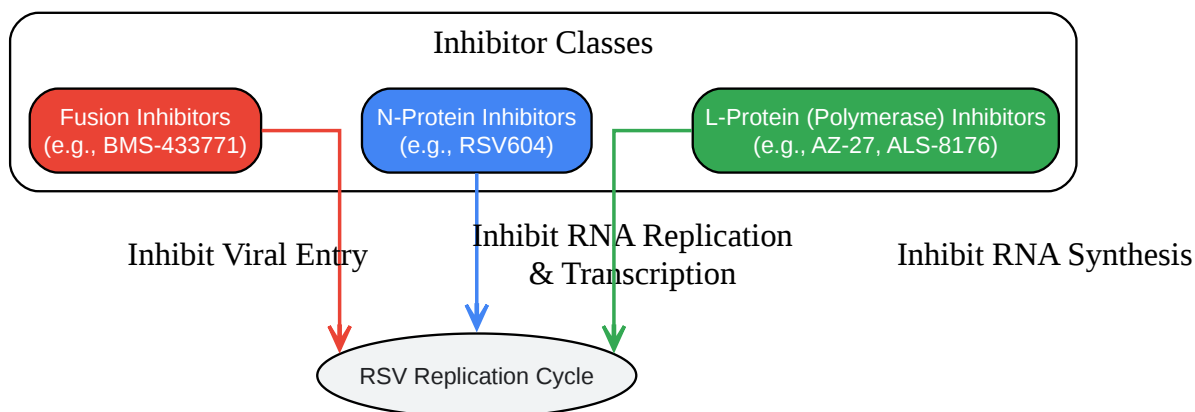 Inhibitor Classes
Fusion Inhibitors
(e.g., BMS-433771)
N-Protein Inhibitors
(e.g., RSV604)
L-Protein (Polymerase) Inhibitors
(e.g., AZ-27, ALS-8176)
Inhibit Viral Entry
Inhibit RNA Replication
& Transcription
Inhibit RNA Synthesis
RSV Replication Cycle